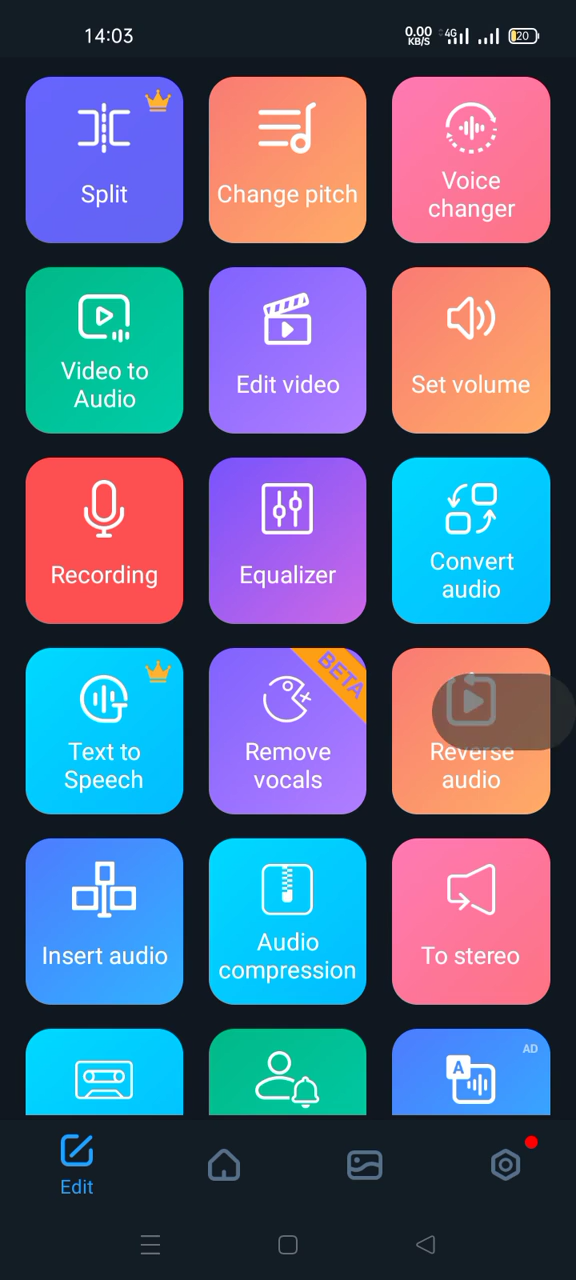 14:03
0.00
KB/S
4G
20
Split
Change pitch
Voice
changer
Video to
Audio
Edit video
Set volume
Recording
Equalizer
Convert
audio
Text to
Speech
BETA
Remove
vocals
Reverse
audio
Insert audio
Audio
compression
To stereo
AD
A
Edit